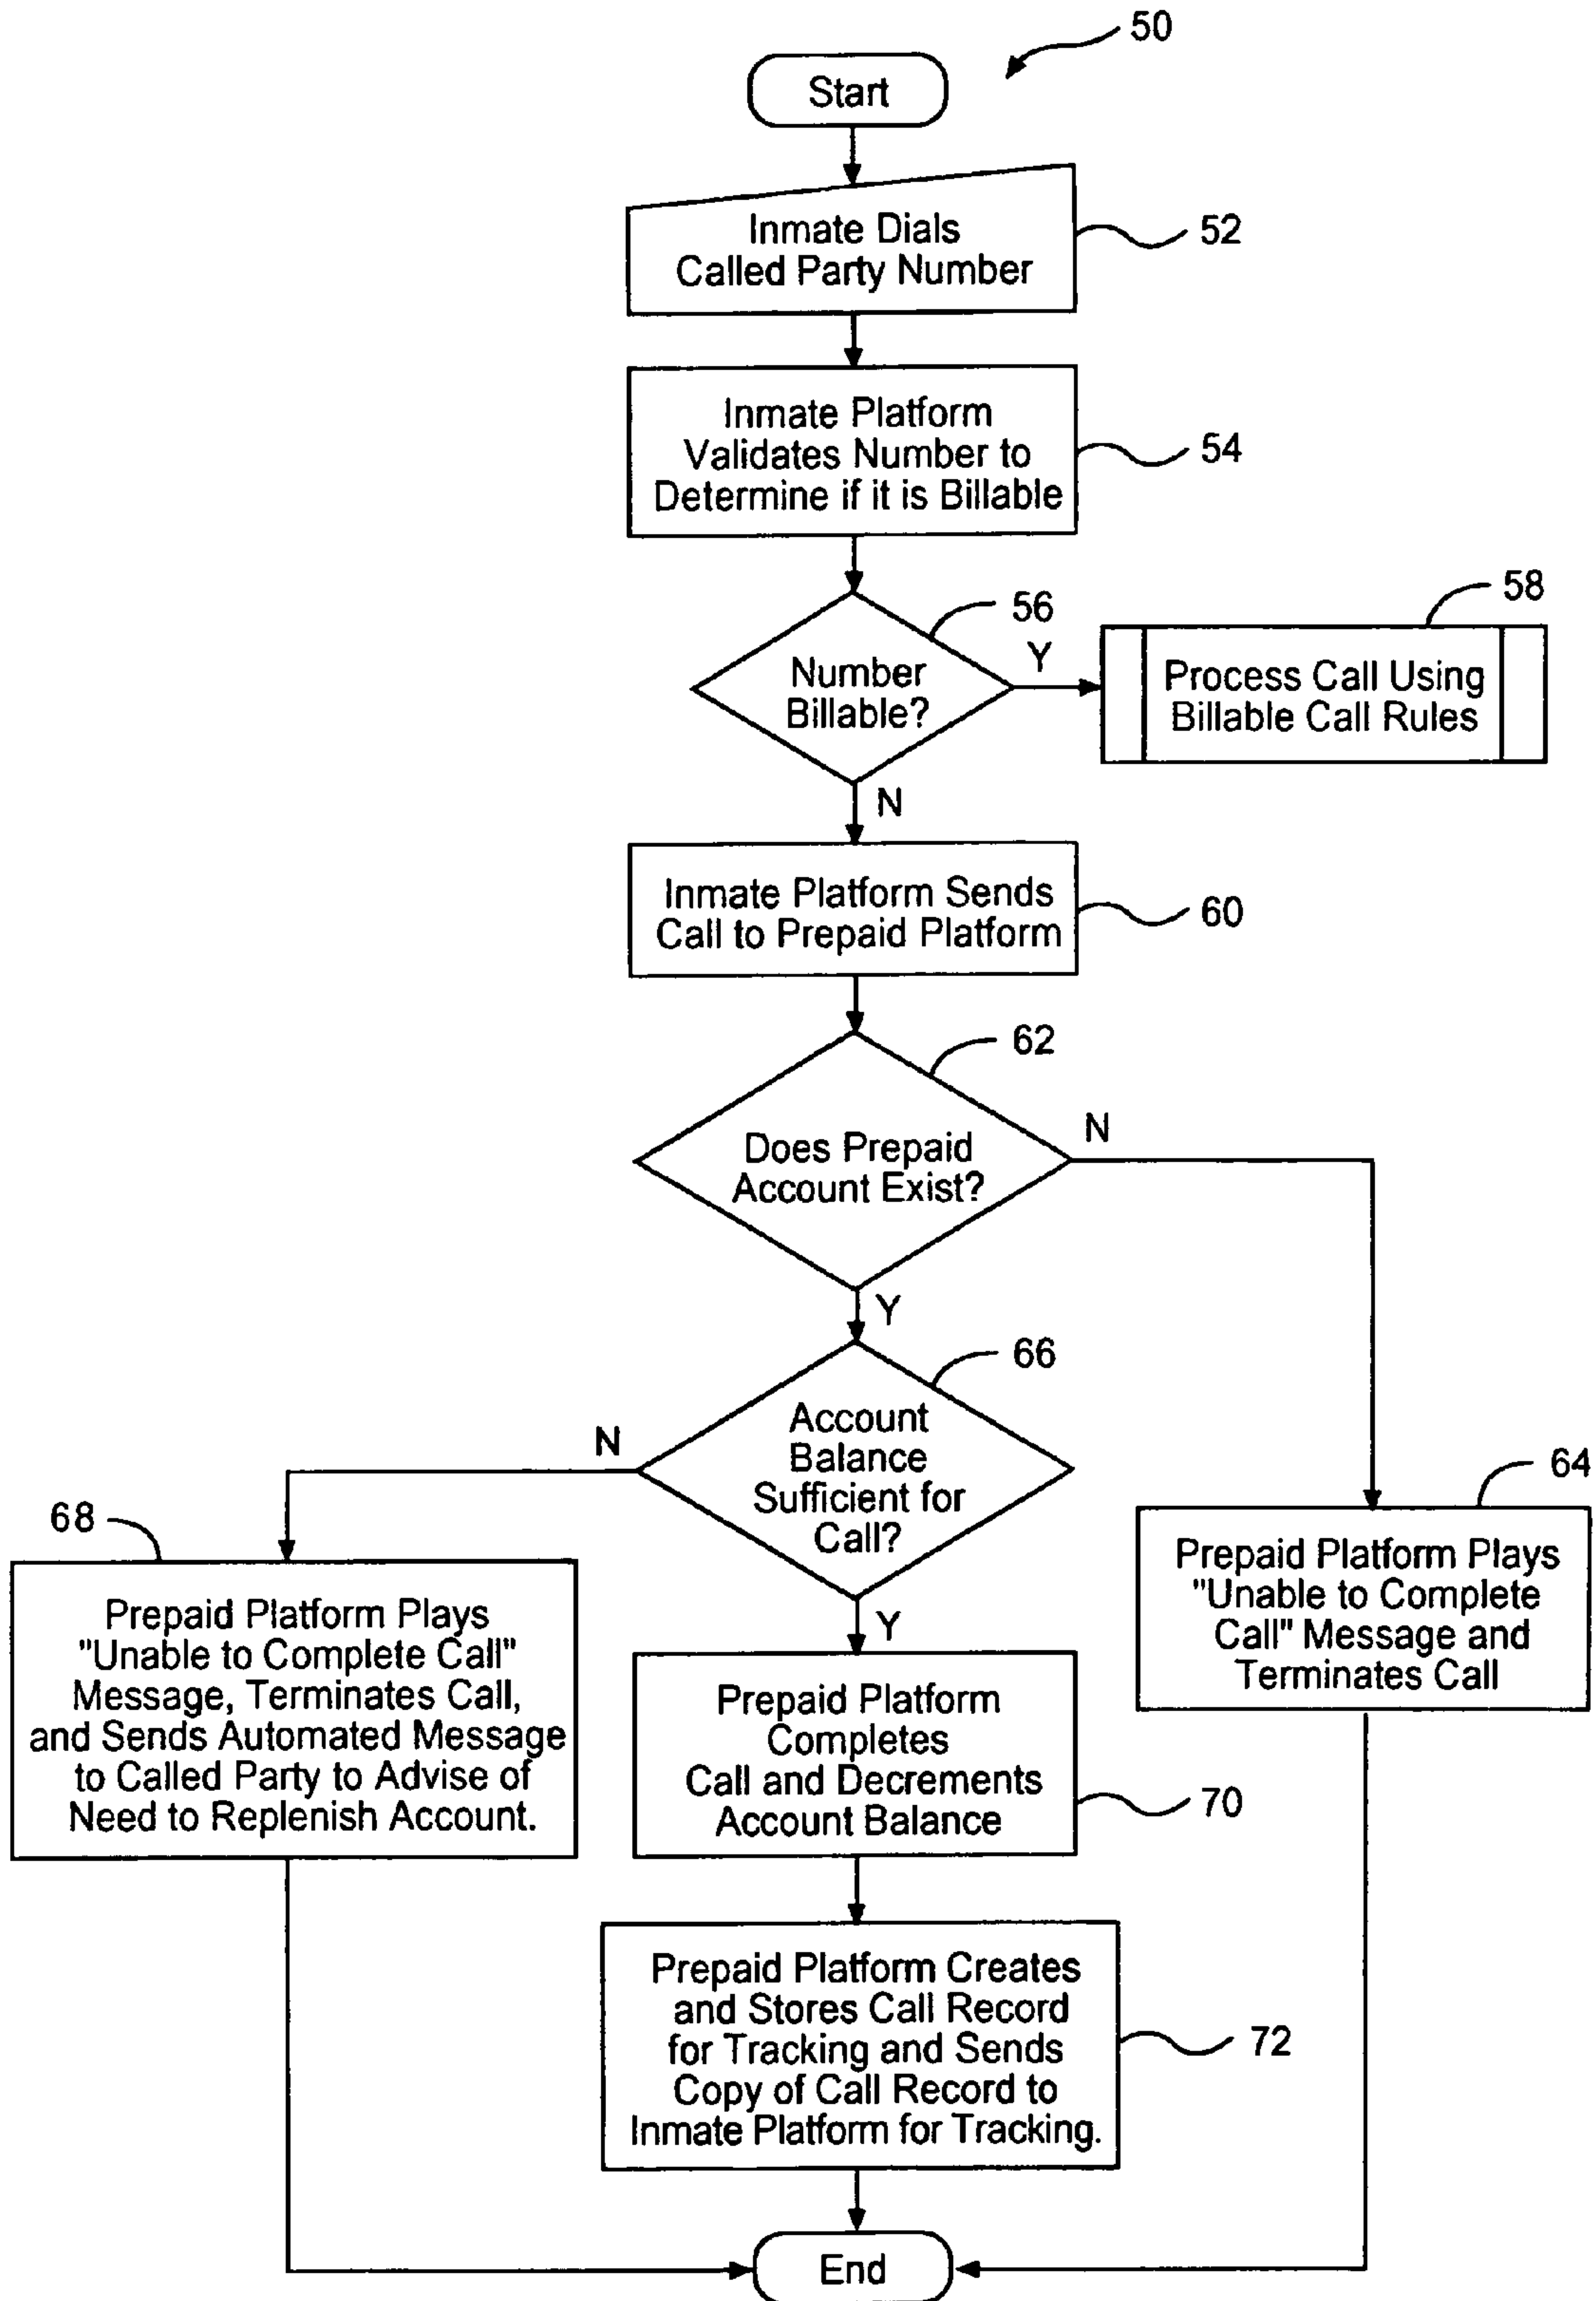 50
Start
Inmate Dials
Called Party Number
52
Inmate Platform
Validates Number to
Determine if it is Billable
54
56
Number
Billable?
Y
58
Process Call Using
Billable Call Rules
N
Inmate Platform Sends
Call to Prepaid Platform
60
62
Does Prepaid
Account Exist?
N
Y
66
Account
Balance
Sufficient for
Call?
N
64
Prepaid Platform Plays
"Unable to Complete
Call" Message and
Terminates Call
68
Prepaid Platform Plays
"Unable to Complete Call"
Message, Terminates Call,
and Sends Automated Message
to Called Party to Advise of
Need to Replenish Account.
Y
Prepaid Platform
Completes
Call and Decrements
Account Balance
70
Prepaid Platform Creates
and Stores Call Record
for Tracking and Sends
Copy of Call Record to
Inmate Platform for Tracking.
72
End